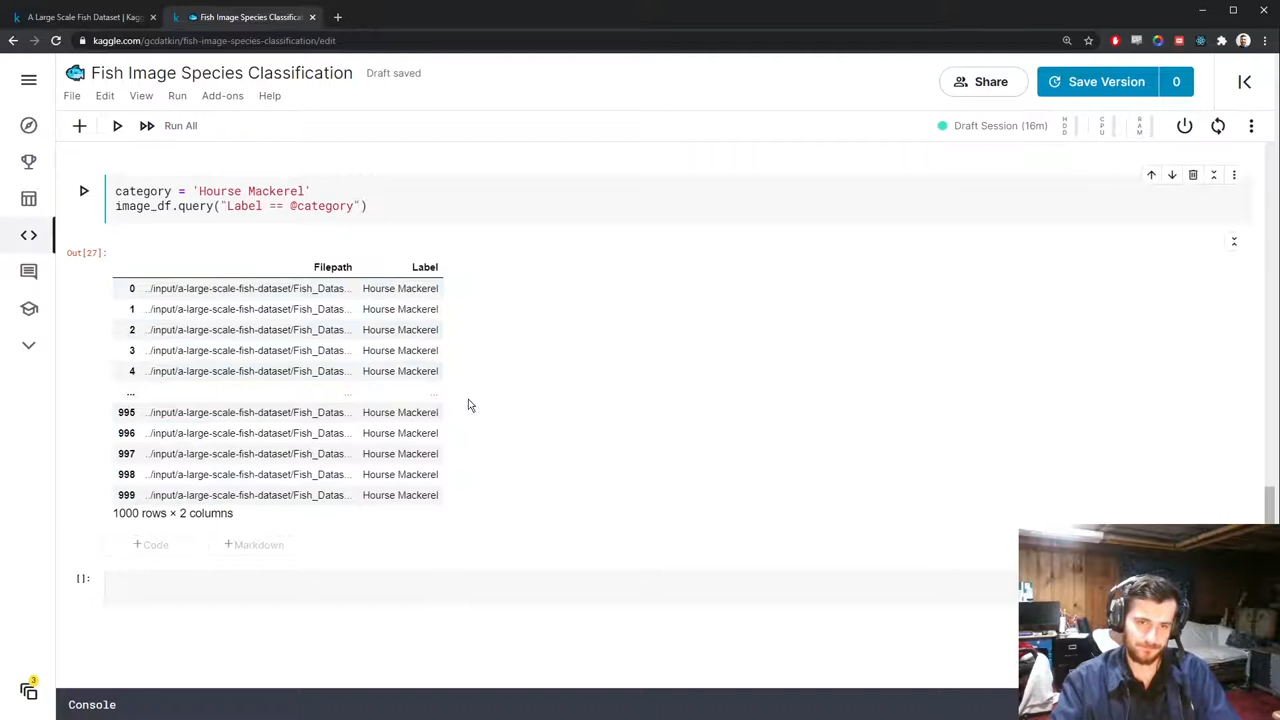 A Large Scale Fish Dataset | Kagg
Fish Image Species Classificat
kaggle.com/gcdatkin/fish-image-species-classification/edit
Fish Image Species Classification
Draft saved
Share
Save Version
0
File Edit View Run Add-ons Help
Run All
Draft Session (16m)
HDD
CPU
RAM
category = 'Hourse Mackerel'
image_df.query("Label == @category")
Out[27]:
Filepath Label
0 ../input/a-large-scale-fish-dataset/Fish_Datas... Hourse Mackerel
1 ../input/a-large-scale-fish-dataset/Fish_Datas... Hourse Mackerel
2 ../input/a-large-scale-fish-dataset/Fish_Datas... Hourse Mackerel
3 ../input/a-large-scale-fish-dataset/Fish_Datas... Hourse Mackerel
4 ../input/a-large-scale-fish-dataset/Fish_Datas... Hourse Mackerel
... ... ...
995 ../input/a-large-scale-fish-dataset/Fish_Datas... Hourse Mackerel
996 ../input/a-large-scale-fish-dataset/Fish_Datas... Hourse Mackerel
997 ../input/a-large-scale-fish-dataset/Fish_Datas... Hourse Mackerel
998 ../input/a-large-scale-fish-dataset/Fish_Datas... Hourse Mackerel
999 ../input/a-large-scale-fish-dataset/Fish_Datas... Hourse Mackerel
1000 rows × 2 columns
+ Code + Markdown
[]:
3
Console